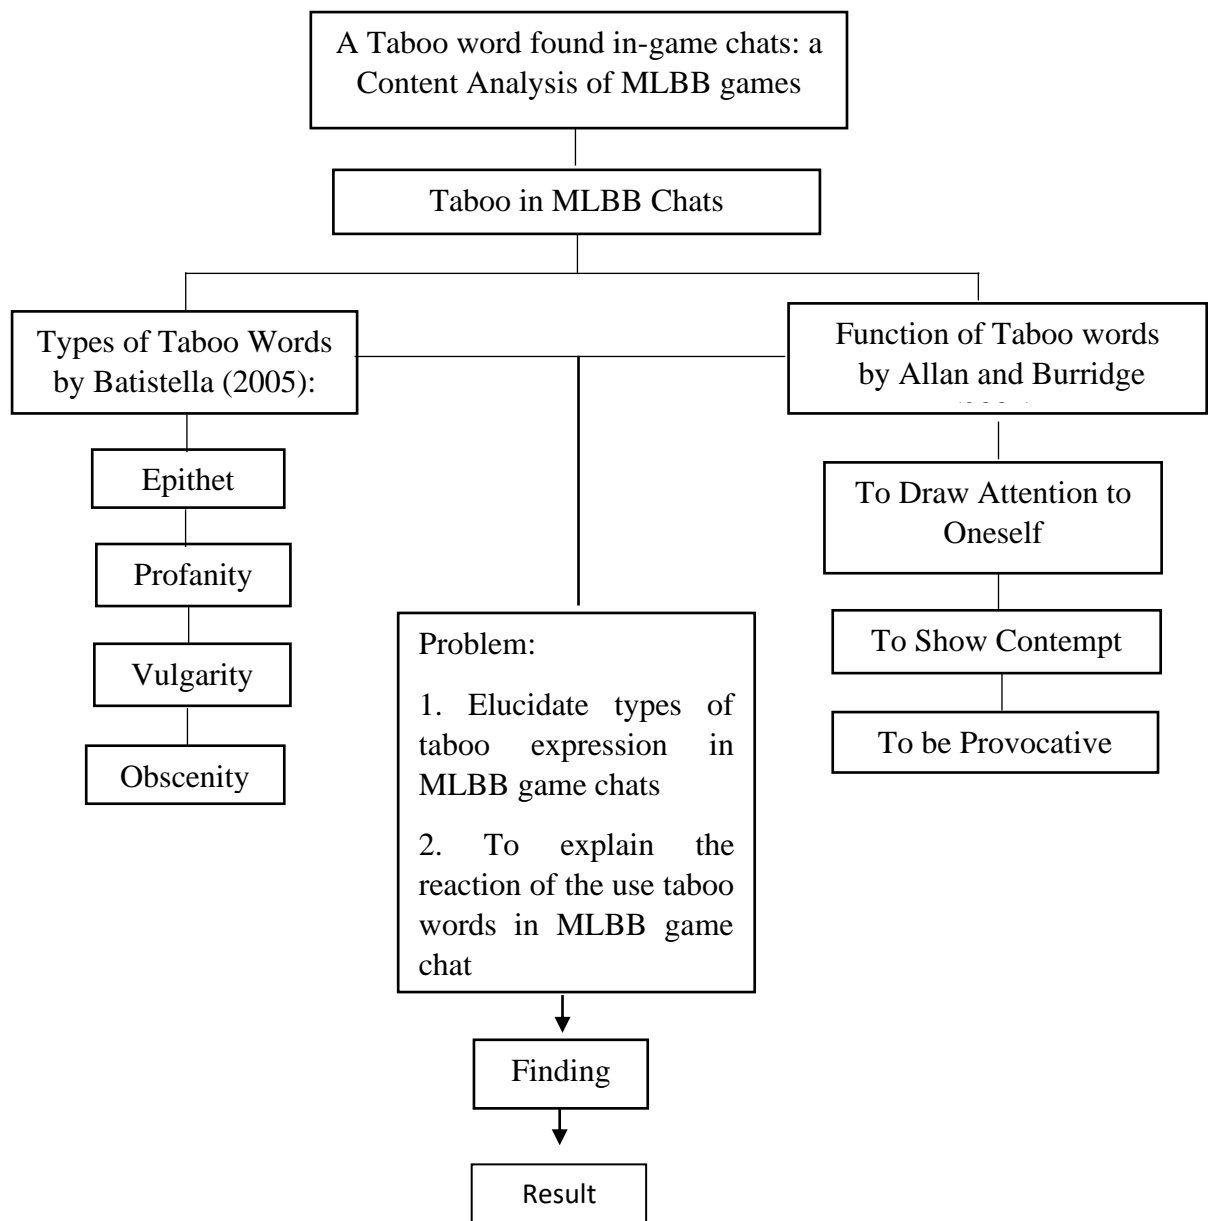 A Taboo word found in-game chats: a
Content Analysis of MLBB games
Taboo in MLBB Chats
Types of Taboo Words
by Batistella (2005):
Epithet
Profanity
Vulgarity
Obscenity
Function of Taboo words
by Allan and Burridge
To Draw Attention to
Oneself
To Show Contempt
To be Provocative
Problem:
1. Elucidate types of
taboo expression in
MLBB game chats
2. To explain the
reaction of the use taboo
words in MLBB game
chat
Finding
Result